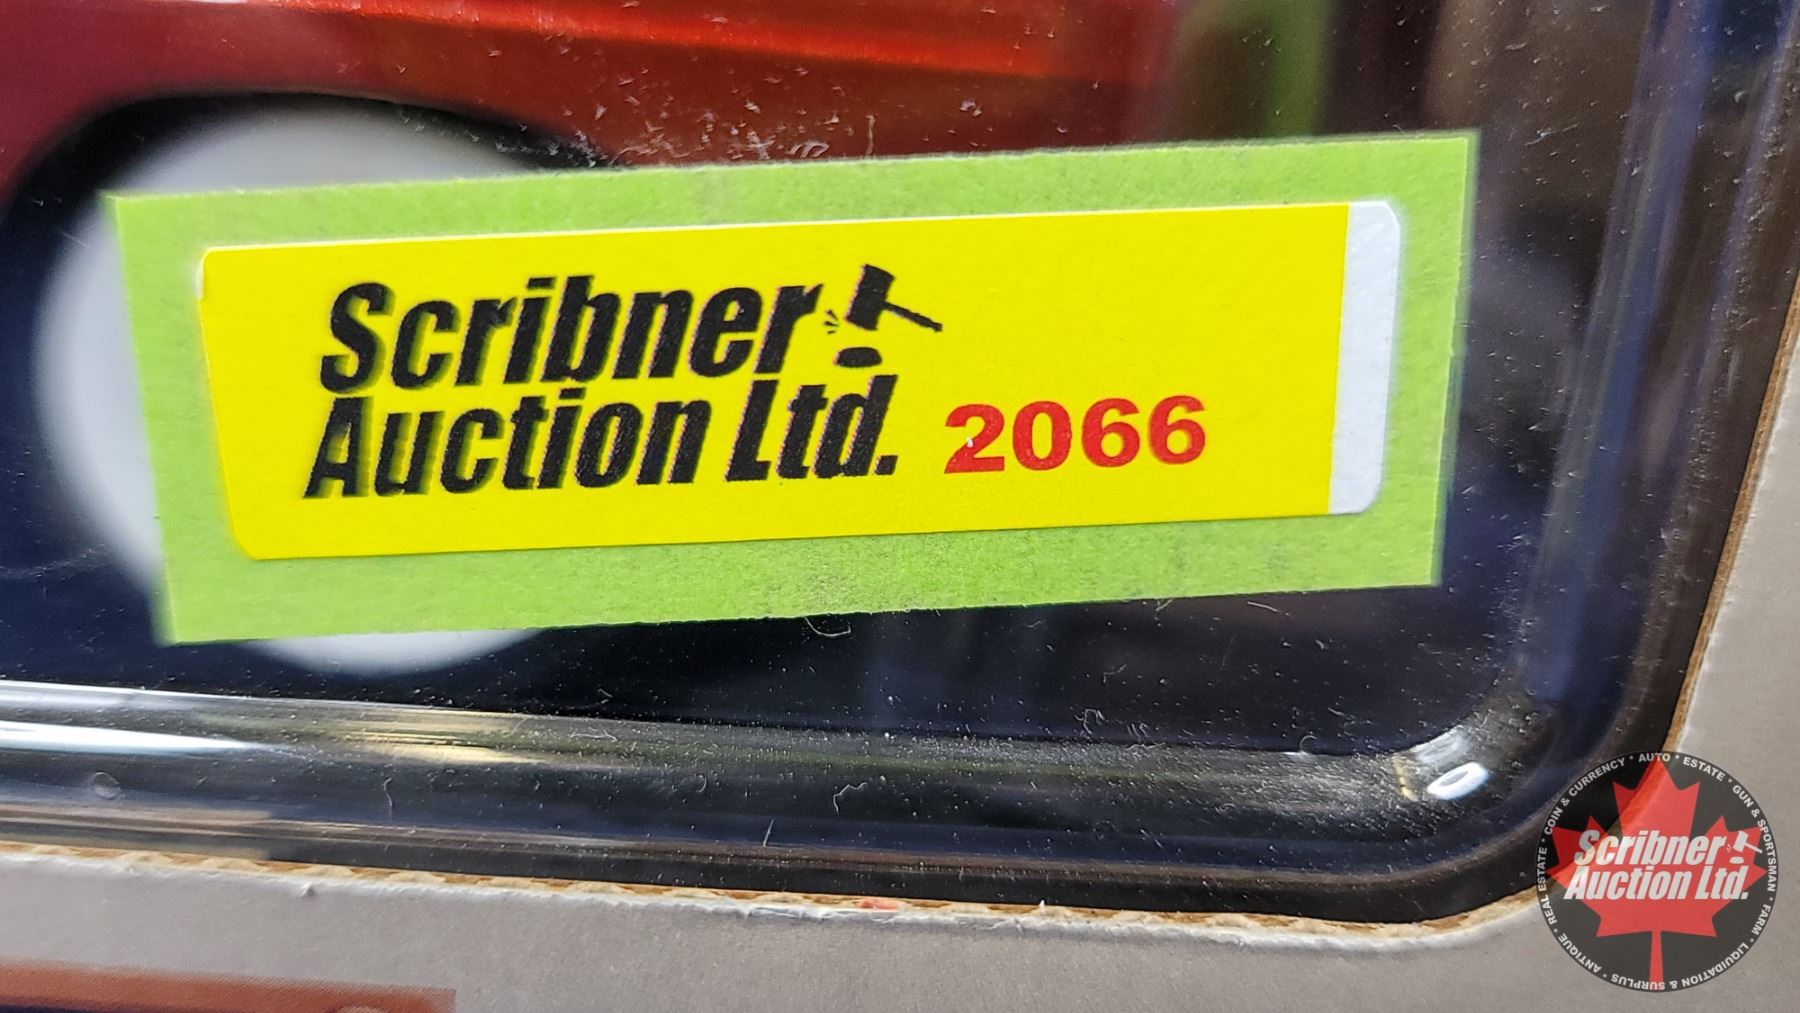 Scribner
Auction Ltd. 2066
REAL ESTATE * COIN & CURRENCY * AUTO * ESTATE * GUN & SPORTSMAN * FARM * LIQUIDATION & SURPLUS * ANTIQUE *
Scribner
Auction Ltd.